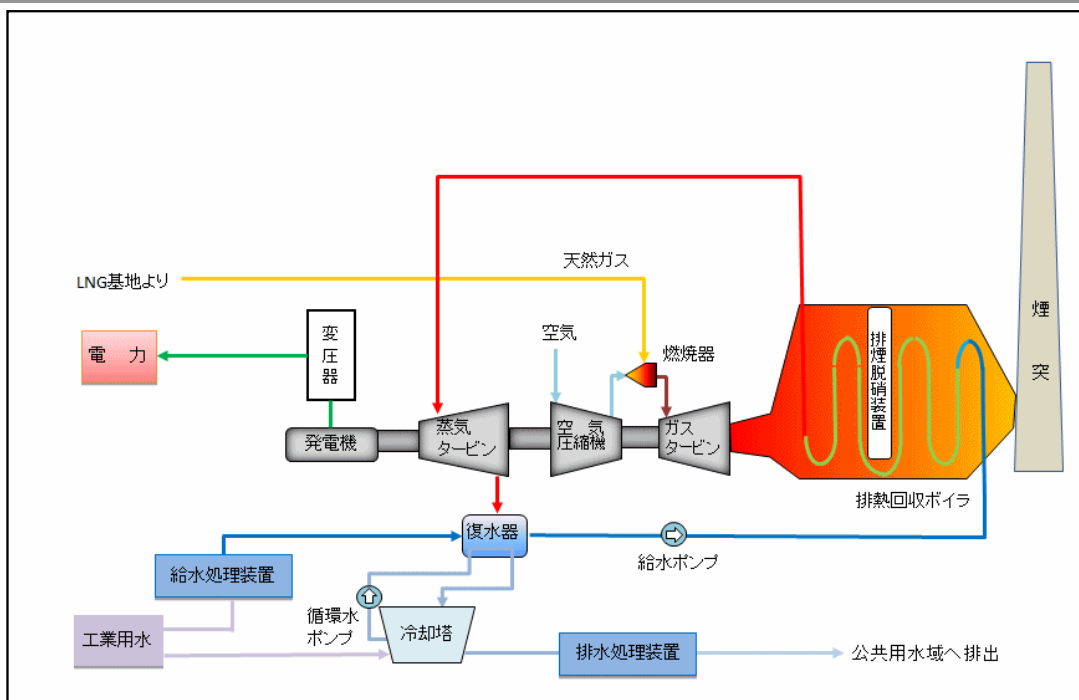 天然ガス
LNG基地より
煙
突
変
圧
器
空気
電 力
燃焼器
排
煙
脱
硝
装
置
蒸気
タービン
空 気
圧縮機
ガス
タービン
発電機
排熱回収ボイラ
復水器
給水ポンプ
給水処理装置
循環水
ポンプ
冷却塔
工業用水
排水処理装置
公共用水域へ排出